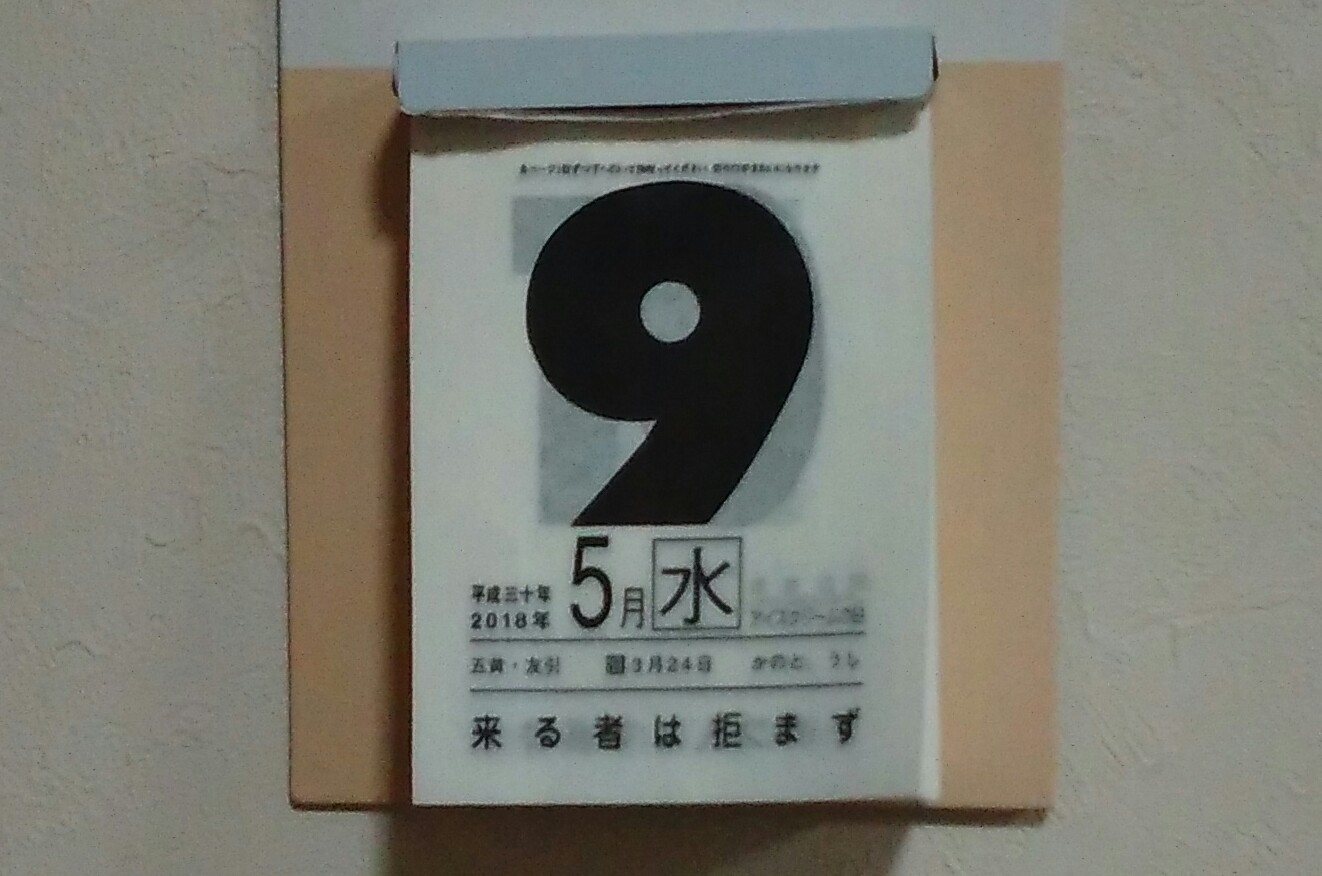 9
平成三十年
2018年 5月 水
アイスクリームの日
五黄・友引 旧3月24日 かのと、うし
来る者は拒まず